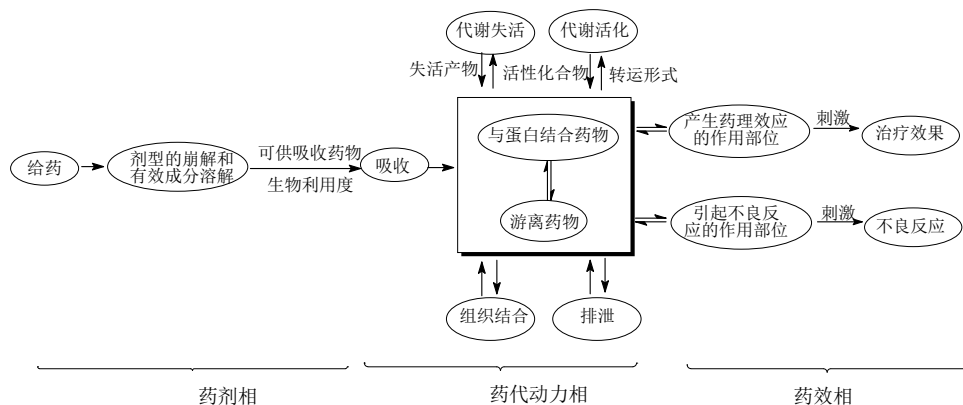 代谢失活
代谢活化
失活产物
活性化合物
转运形式
与蛋白结合药物
产生药理效应
的作用部位
刺激
治疗效果
给药
剂型的崩解和
有效成分溶解
可供吸收药物
生物利用度
吸收
游离药物
引起不良反
应的作用部位
刺激
不良反应
组织结合
排泄
药剂相
药代动力相
药效相